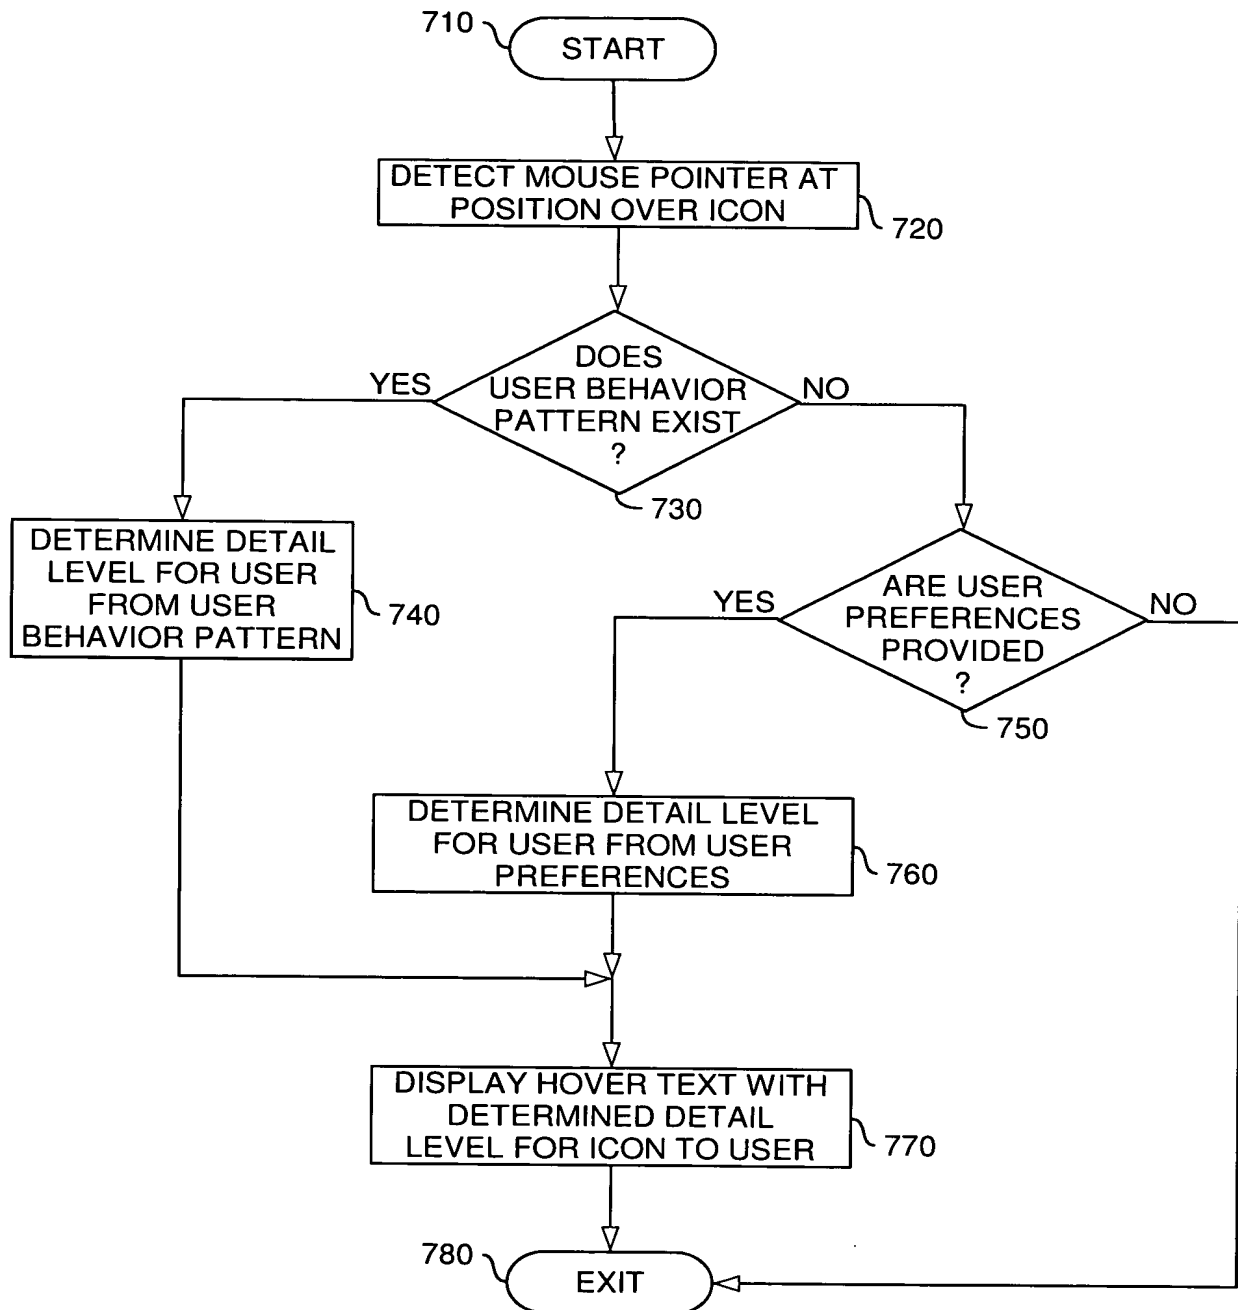 710
START
DETECT MOUSE POINTER AT
POSITION OVER ICON
720
DOES
USER BEHAVIOR
PATTERN EXIST
?
YES
NO
730
DETERMINE DETAIL
LEVEL FOR USER
FROM USER
BEHAVIOR PATTERN
740
ARE USER
PREFERENCES
PROVIDED
?
YES
NO
750
DETERMINE DETAIL LEVEL
FOR USER FROM USER
PREFERENCES
760
DISPLAY HOVER TEXT WITH
DETERMINED DETAIL
LEVEL FOR ICON TO USER
770
780
EXIT